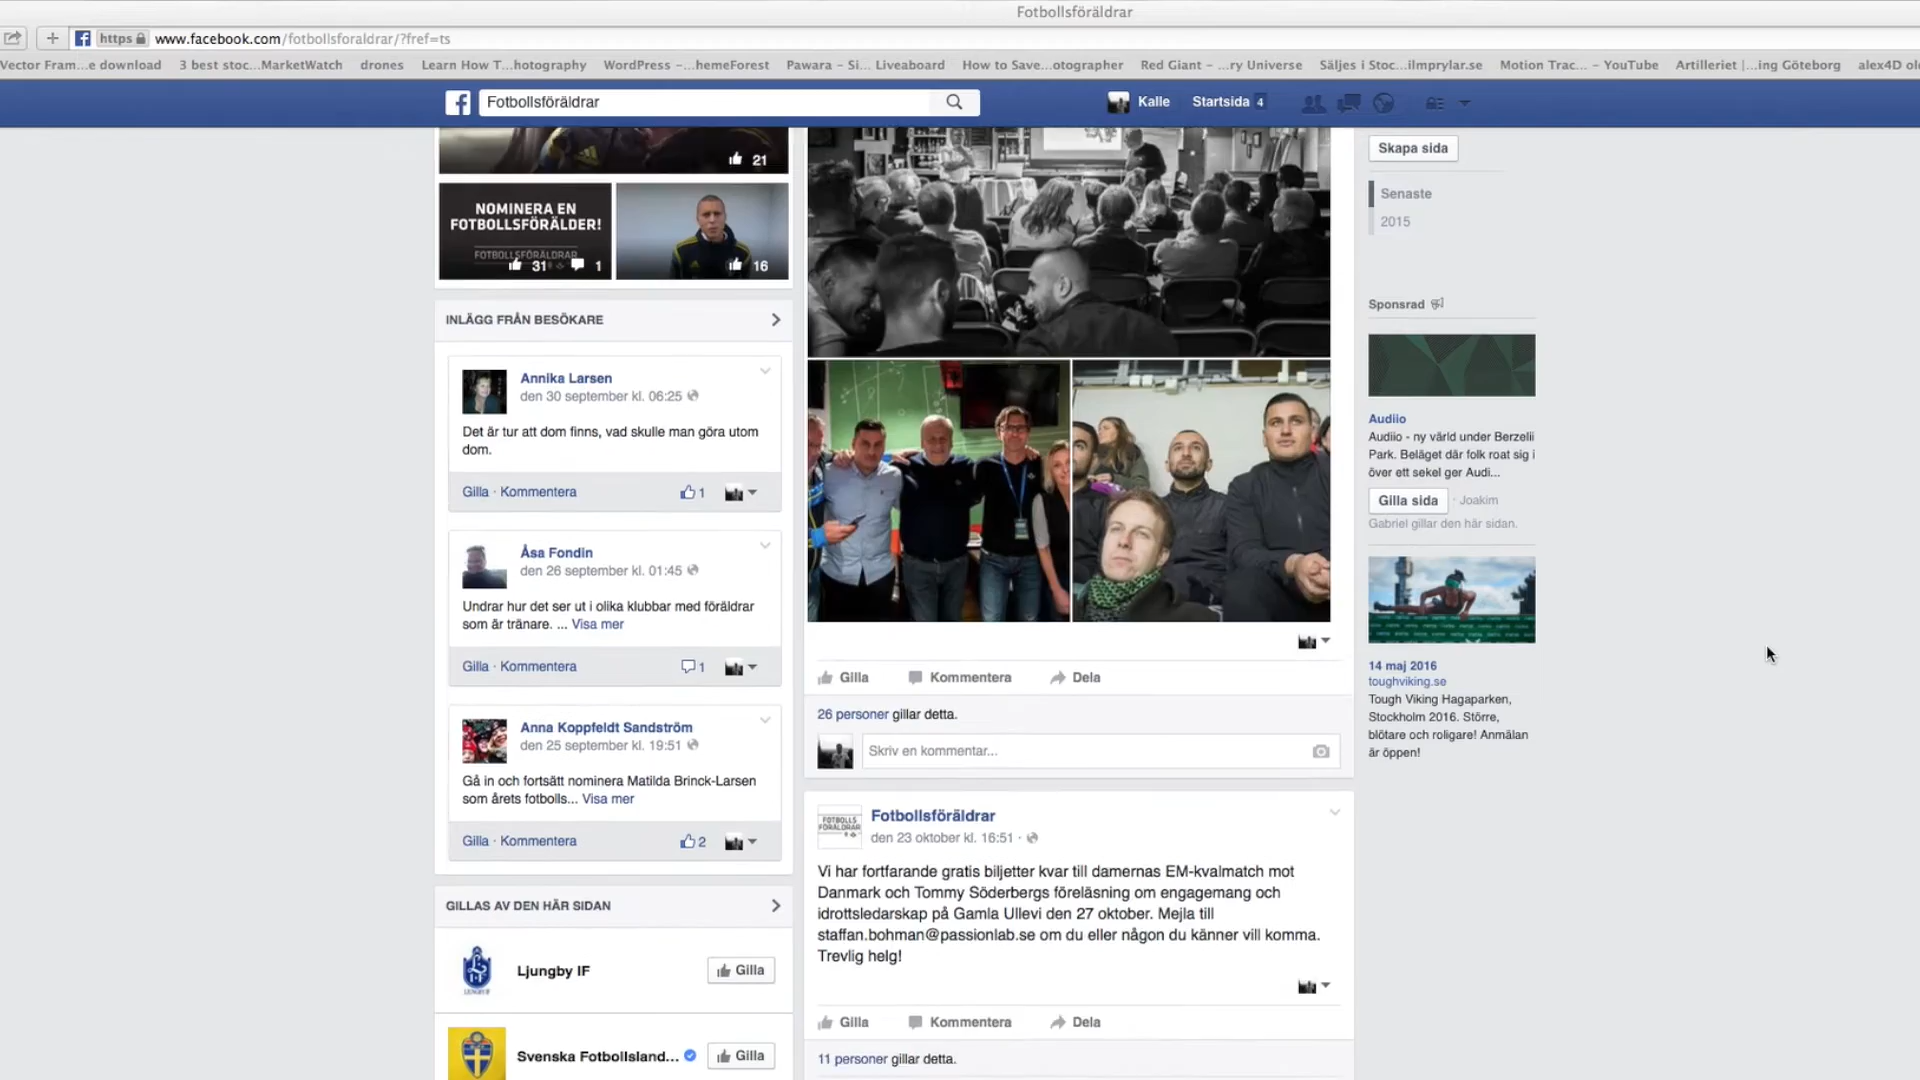 Fotbollsföräldrar
https www.facebook.com/fotbollsforaldrar/?fref=ts
Vector Fram...e download 3 best stoc...MarketWatch drones Learn How T...hotography WordPress -...hemeForest Pawara – Si... Liveaboard How to Save...otographer Red Giant – ...ry Universe Säljes i Stoc...ilmprylar.se Motion Trac... – YouTube Artilleriet |...ing Göteborg alex4D old
Fotbollsföräldrar
Kalle Startsida 4
21
NOMINERA EN
FOTBOLLSFÖRÄLDER!
FOTBOLLSFÖRÄLDRAR
31 1
16
INLÄGG FRÅN BESÖKARE
Annika Larsen
den 30 september kl. 06:25
Det är tur att dom finns, vad skulle man göra utom
dom.
Gilla · Kommentera 1
Åsa Fondin
den 26 september kl. 01:45
Undrar hur det ser ut i olika klubbar med föräldrar
som är tränare. ... Visa mer
Gilla · Kommentera 1
Anna Koppfeldt Sandström
den 25 september kl. 19:51
Gå in och fortsätt nominera Matilda Brinck-Larsen
som årets fotbolls... Visa mer
Gilla · Kommentera 2
GILLAS AV DEN HÄR SIDAN
Ljungby IF Gilla
Svenska Fotbollsland... Gilla
Gilla Kommentera Dela
26 personer gillar detta.
Skriv en kommentar...
FOTBOLLS
FÖRÄLDRAR
Fotbollsföräldrar
den 23 oktober kl. 16:51 ·
Vi har fortfarande gratis biljetter kvar till damernas EM-kvalmatch mot
Danmark och Tommy Söderbergs föreläsning om engagemang och
idrottsledarskap på Gamla Ullevi den 27 oktober. Mejla till
staffan.bohman@passionlab.se om du eller någon du känner vill komma.
Trevlig helg!
Gilla Kommentera Dela
11 personer gillar detta.
Skapa sida
Senaste
2015
Sponsrad
Audiio
Audiio - ny värld under Berzelii
Park. Beläget där folk roat sig i
över ett sekel ger Audi...
Gilla sida · Joakim
Gabriel gillar den här sidan.
14 maj 2016
toughviking.se
Tough Viking Hagaparken,
Stockholm 2016. Större,
blötare och roligare! Anmälan
är öppen!